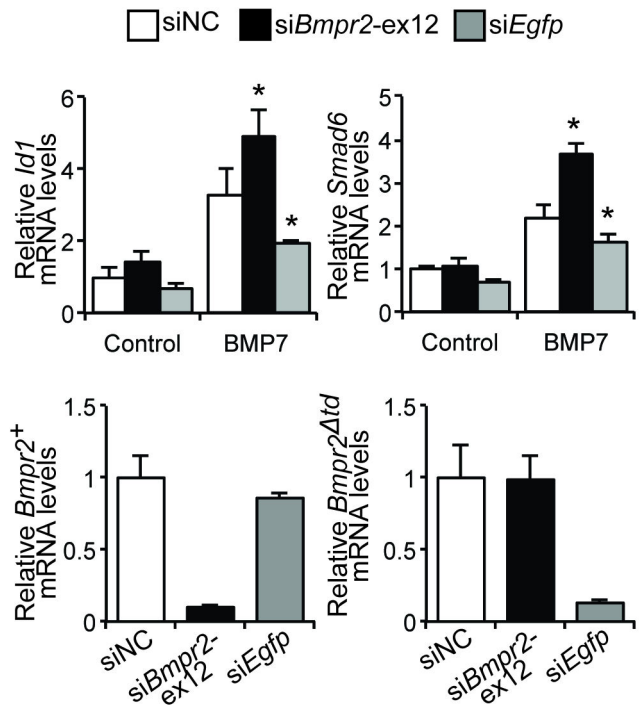 siNC siBmpr2-ex12 siEgfp
Relative Id1
mRNA levels
6
4
2
0
*
*
Control BMP7
Relative Smad6
mRNA levels
5
4
3
2
1
0
*
*
Control BMP7
Relative Bmpr2+
mRNA levels
1.5
1
0.5
0
siNC
siBmpr2-
ex12
siEgfp
Relative Bmpr2Δtd
mRNA levels
1.5
1
0.5
0
siNC
siBmpr2-
ex12
siEgfp